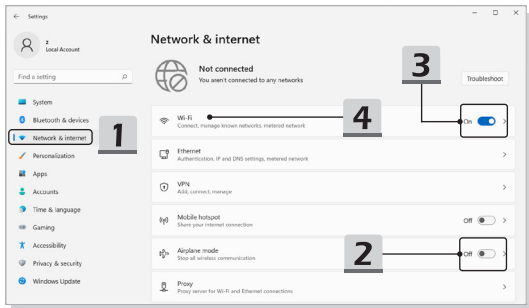 Settings
z
Local Account
Find a setting
System
Bluetooth & devices
Network & internet
Personalization
Apps
Accounts
Time & language
Gaming
Accessibility
Privacy & security
Windows Update
1
Network & internet
Not connected
You aren't connected to any networks
Troubleshoot
3
Wi-Fi
Connect, manage known networks, metered network
4
On
Ethernet
Authentication, IP and DNS settings, metered network
VPN
Add, connect, manage
Mobile hotspot
Share your internet connection
Off
Airplane mode
Stop all wireless communication
2
Off
Proxy
Proxy server for Wi-Fi and Ethernet connections